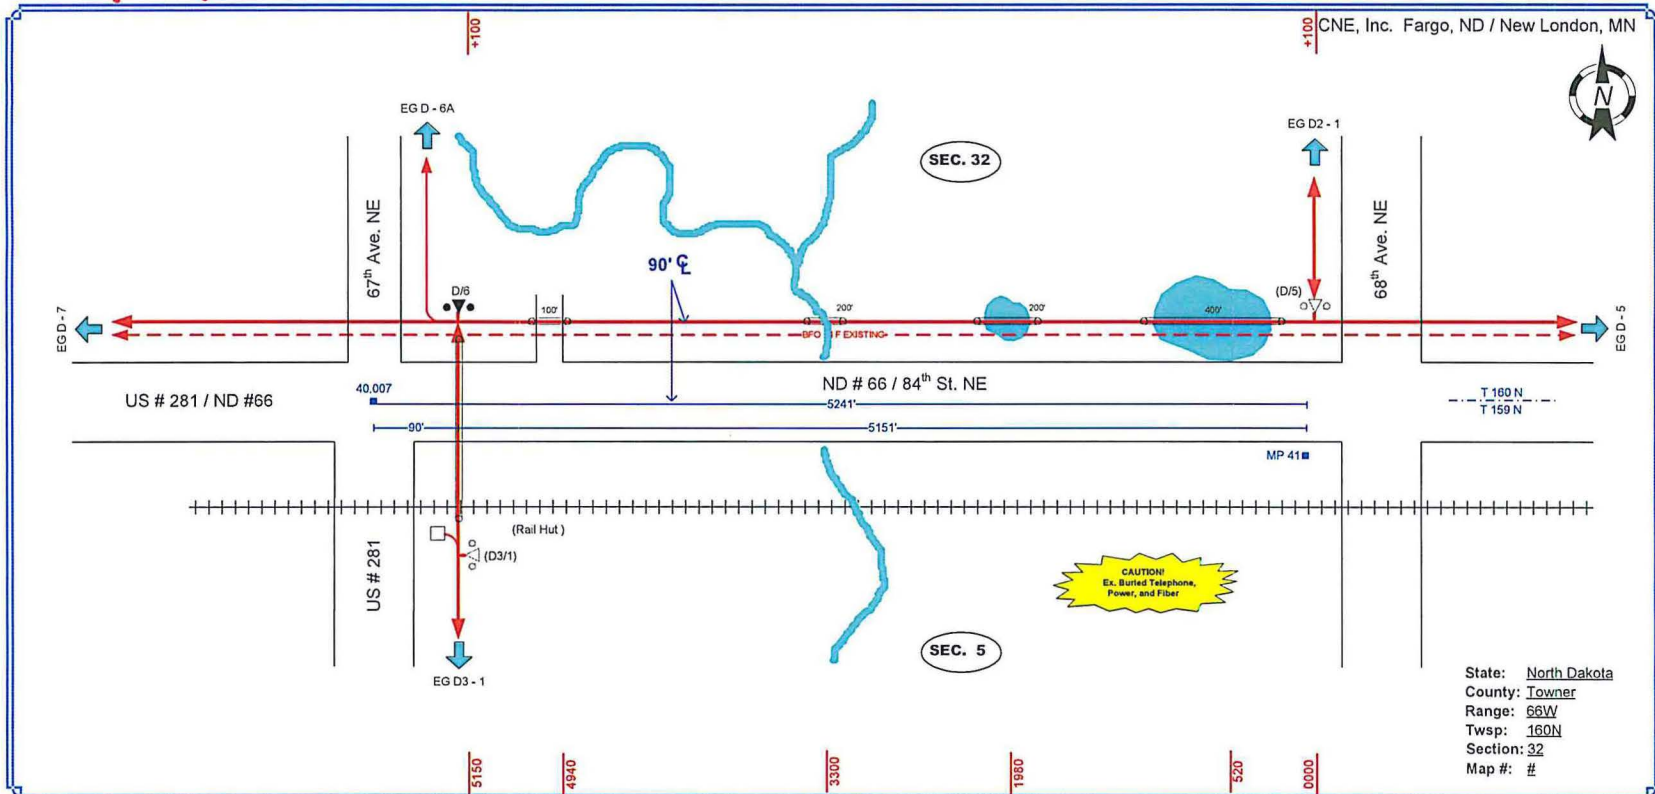 +100
+100
CNE, Inc. Fargo, ND / New London, MN
N
EG D - 6A
EG D2 - 1
SEC. 32
67th Ave. NE
68th Ave. NE
90' ℄
D/6
(D/5)
100'
200'
200'
400'
EG D - 7
EG D - 5
BFO
F EXISTING
ND # 66 / 84th St. NE
US # 281 / ND #66
40.007
5241'
T 160 N
T 159 N
90'
5151'
MP 41
(Rail Hut )
(D3/1)
US # 281
CAUTION!
Ex. Buried Telephone,
Power, and Fiber
SEC. 5
EG D3 - 1
State: North Dakota
County: Towner
Range: 66W
Twsp: 160N
Section: 32
Map #: #
5150
4940
3300
1980
520
0000